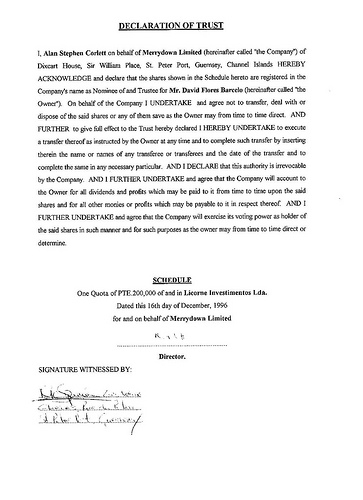 DECLARATION OF TRUST
I, Alan Stephen Corlett on behalf of Merrydown Limited (hereinafter called "the Company") of
Dixcart House, Sir William Place, St. Peter Port, Guernsey, Channel Islands HEREBY
ACKNOWLEDGE and declare that the shares shown in the Schedule hereto are registered in the
Company's name as Nominee of and Trustee for Mr. David Flores Barcelo (hereinafter called "the
Owner"). On behalf of the Company I UNDERTAKE and agree not to transfer, deal with or
dispose of the said shares or any of them save as the Owner may from time to time direct. AND
FURTHER to give full effect to the Trust hereby declared I HEREBY UNDERTAKE to execute
a transfer thereof as instructed by the Owner at any time and to complete such transfer by inserting
therein the name or names of any transferee or transferees and the date of the transfer and to
complete the same in any necessary particular. AND I DECLARE that this authority is irrevocable
by the Company. AND I FURTHER UNDERTAKE and agree that the Company will account
to the Owner for all dividends and profits which may be paid to it from time to time upon the said
shares and for all other monies or profits which may be payable to it in respect thereof. AND I
FURTHER UNDERTAKE and agree that the Company will exercise its voting power as holder of
the said shares in such manner and for such purposes as the owner may from time to time direct or
determine.
SCHEDULE
One Quota of PTE.200,000 of and in Licorne Investimentos Lda.
Dated this 16th day of December, 1996
for and on behalf of Merrydown Limited
Director.
SIGNATURE WITNESSED BY:
Guernsey